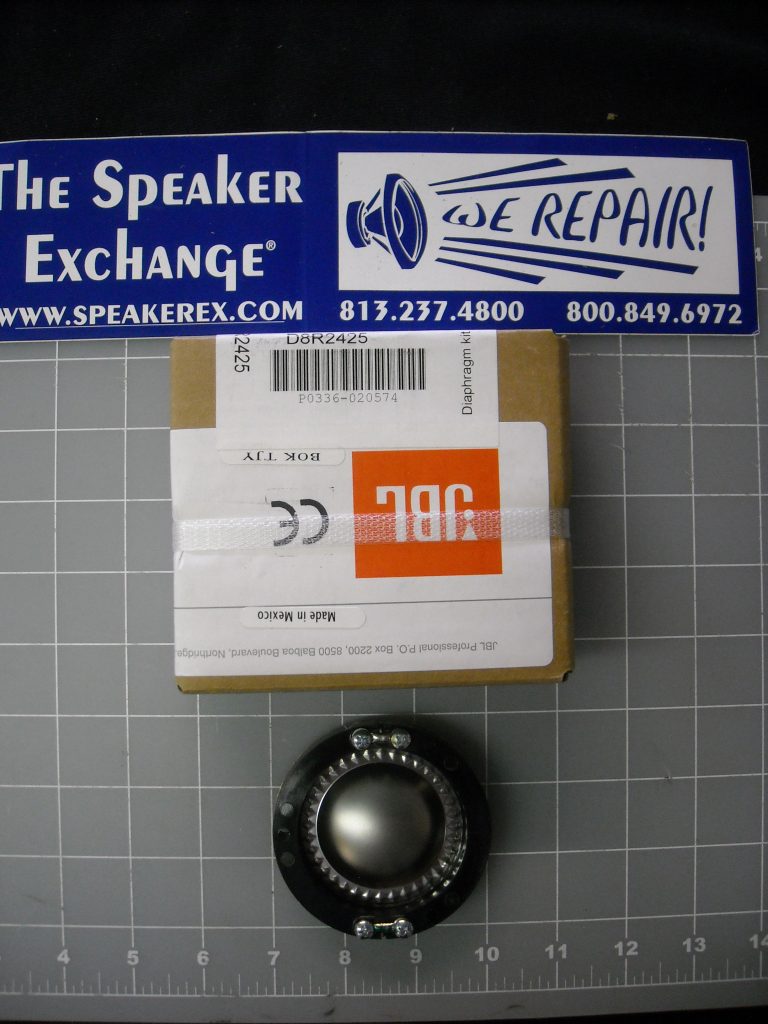 THE SPEAKER
EXCHANGE®
WWW.SPEAKEREX.COM
WE REPAIR!
813.237.4800 800.849.6972
2425
D8R2425
P0336-020574
Diaphragm kit
BOK TJY
JBL
CE
Made in Mexico
JBL Professional P.O. Box 2200, 8500 Balboa Boulevard, Northridge,
4 5 6 7 8 9 10 11 12 13 14